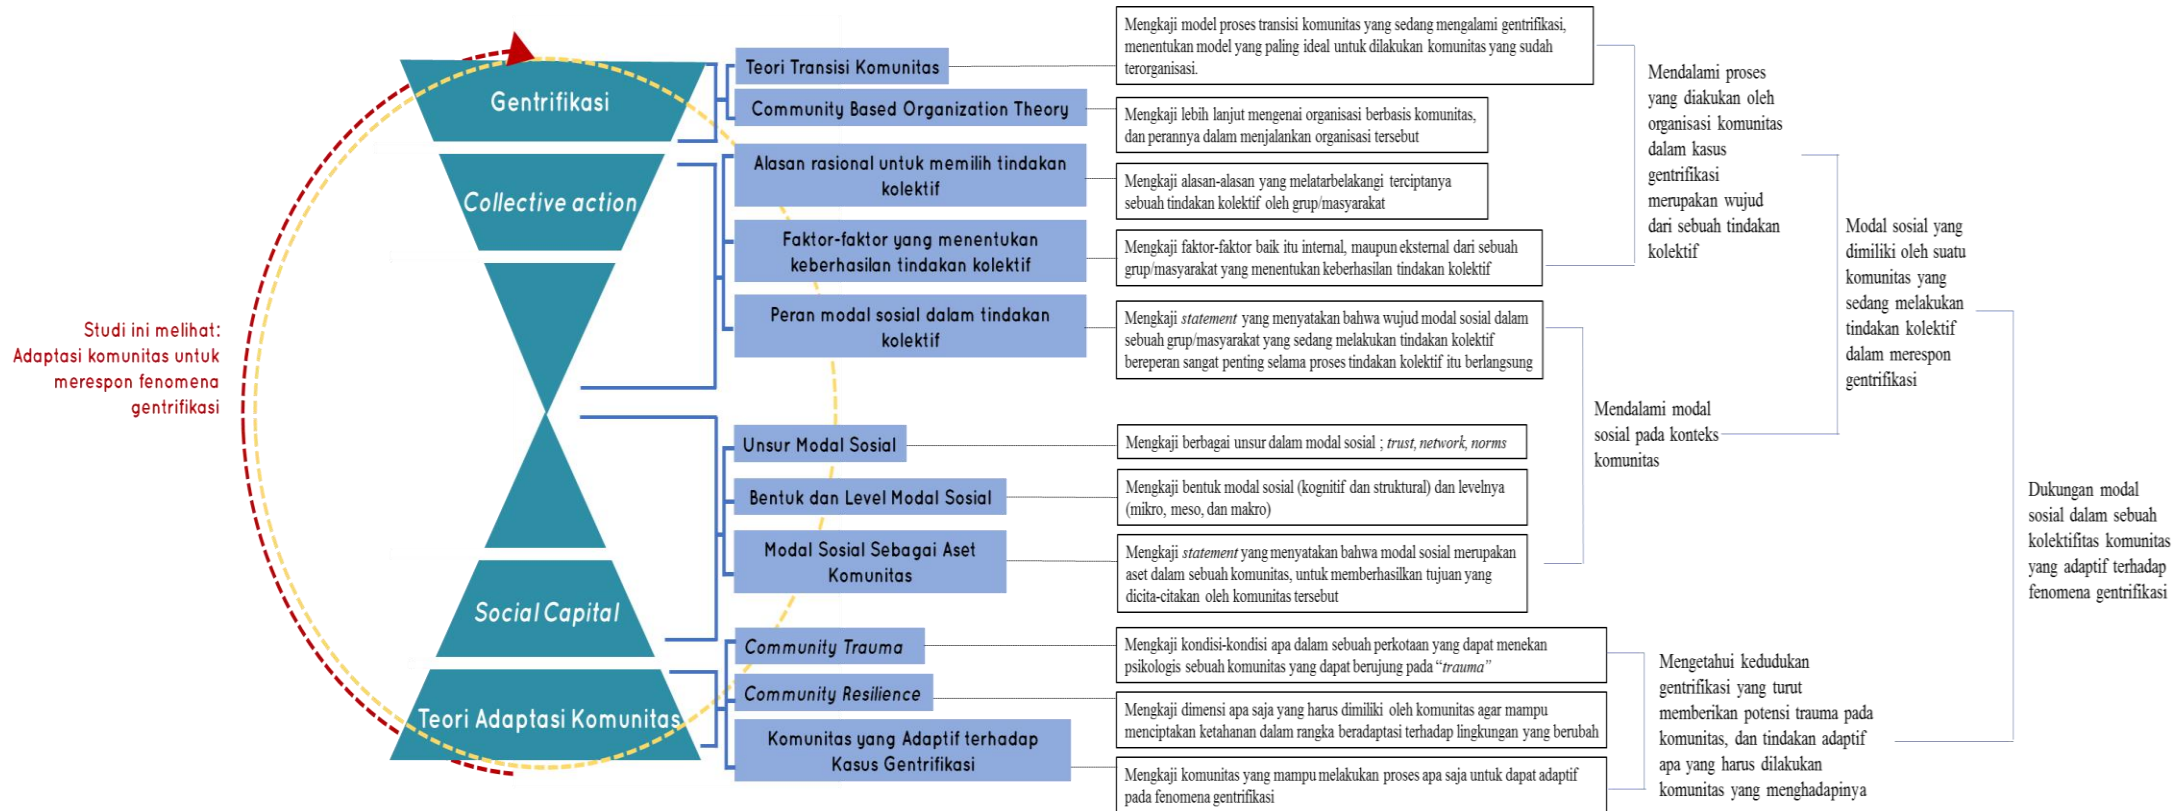 Studi ini melihat:
Adaptasi komunitas untuk
merespon fenomena
gentrifikasi
Gentrifikasi
Collective action
Social Capital
Teori Adaptasi Komunitas
Teori Transisi Komunitas
Community Based Organization Theory
Alasan rasional untuk memilih tindakan
kolektif
Faktor-faktor yang menentukan
keberhasilan tindakan kolektif
Peran modal sosial dalam tindakan
kolektif
Unsur Modal Sosial
Bentuk dan Level Modal Sosial
Modal Sosial Sebagai Aset
Komunitas
Community Trauma
Community Resilience
Komunitas yang Adaptif terhadap
Kasus Gentrifikasi
Mengkaji model proses transisi komunitas yang sedang mengalami gentrifikasi,
menentukan model yang paling ideal untuk dilakukan komunitas yang sudah
terorganisasi.
Mengkaji lebih lanjut mengenai organisasi berbasis komunitas,
dan perannya dalam menjalankan organisasi tersebut
Mengkaji alasan-alasan yang melatarbelakangi terciptanya
sebuah tindakan kolektif oleh grup/masyarakat
Mengkaji faktor-faktor baik itu internal, maupun eksternal dari sebuah
grup/masyarakat yang menentukan keberhasilan tindakan kolektif
Mengkaji statement yang menyatakan bahwa wujud modal sosial dalam
sebuah grup/masyarakat yang sedang melakukan tindakan kolektif
bereperan sangat penting selama proses tindakan kolektif itu berlangsung
Mengkaji berbagai unsur dalam modal sosial ; trust, network, norms
Mengkaji bentuk modal sosial (kognitif dan struktural) dan levelnya
(mikro, meso, dan makro)
Mengkaji statement yang menyatakan bahwa modal sosial merupakan
aset dalam sebuah komunitas, untuk memberhasilkan tujuan yang
dicita-citakan oleh komunitas tersebut
Mengkaji kondisi-kondisi apa dalam sebuah perkotaan yang dapat menekan
psikologis sebuah komunitas yang dapat berujung pada "trauma"
Mengkaji dimensi apa saja yang harus dimiliki oleh komunitas agar mampu
menciptakan ketahanan dalam rangka beradaptasi terhadap lingkungan yang berubah
Mengkaji komunitas yang mampu melakukan proses apa saja untuk dapat adaptif
pada fenomena gentrifikasi
Mendalami proses
yang diakukan oleh
organisasi komunitas
dalam kasus
gentrifikasi
merupakan wujud
dari sebuah tindakan
kolektif
Mendalami modal
sosial pada konteks
komunitas
Mengetahui kedudukan
gentrifikasi yang turut
memberikan potensi trauma pada
komunitas, dan tindakan adaptif
apa yang harus dilakukan
komunitas yang menghadapinya
Modal sosial yang
dimiliki oleh suatu
komunitas yang
sedang melakukan
tindakan kolektif
dalam merespon
gentrifikasi
Dukungan modal
sosial dalam sebuah
kolektifitas komunitas
yang adaptif terhadap
fenomena gentrifikasi